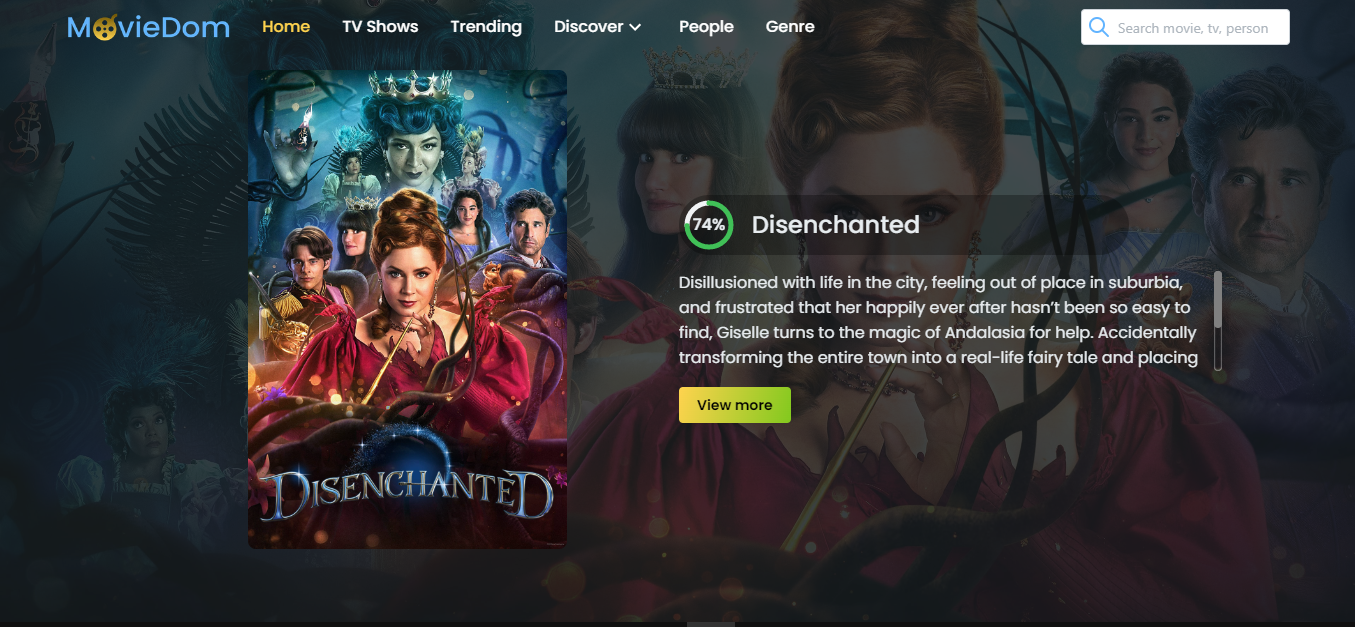 MovieDom
Home
TV Shows
Trending
Discover
People
Genre
Search movie, tv, person
DISENCHANTED
74%
Disenchanted
Disillusioned with life in the city, feeling out of place in suburbia,
and frustrated that her happily ever after hasn’t been so easy to
find, Giselle turns to the magic of Andalasia for help. Accidentally
transforming the entire town into a real-life fairy tale and placing
View more